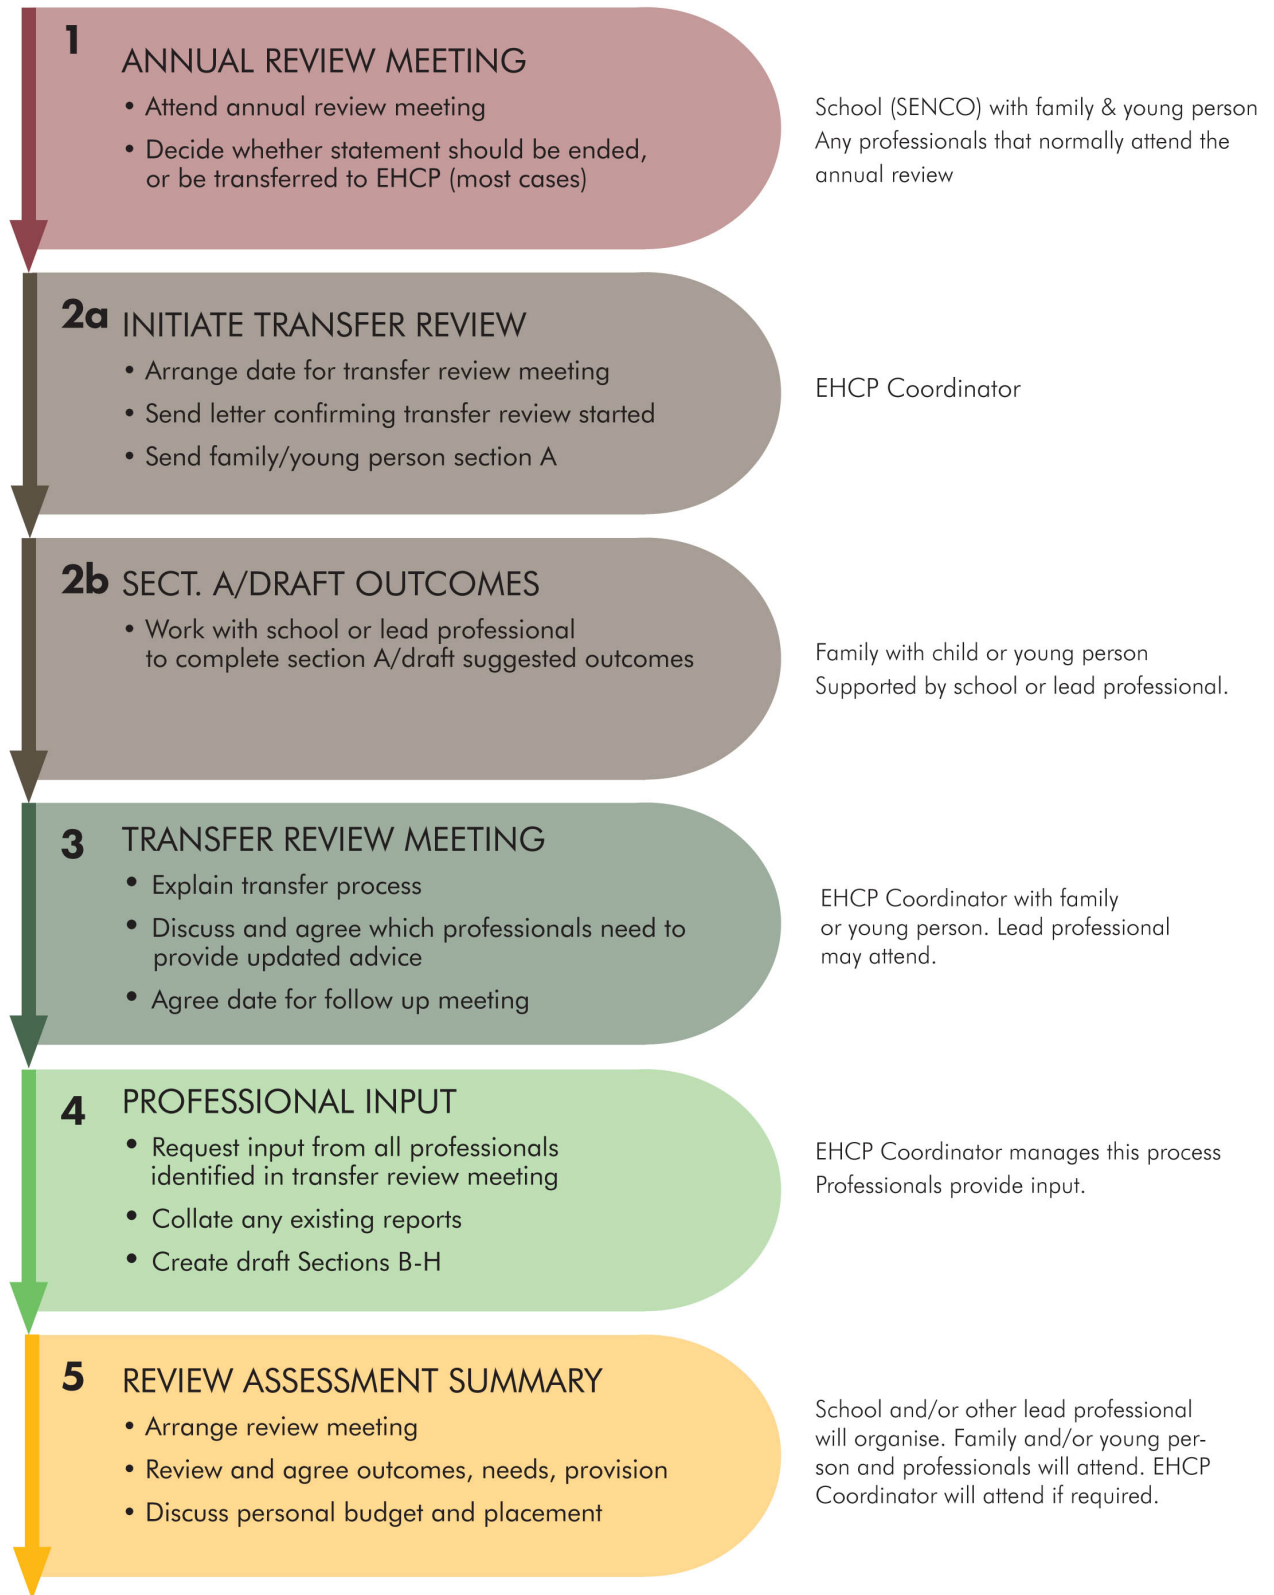 1
ANNUAL REVIEW MEETING
• Attend annual review meeting
• Decide whether statement should be ended,
or be transferred to EHCP (most cases)
School (SENCO) with family & young person
Any professionals that normally attend the
annual review
2a INITIATE TRANSFER REVIEW
• Arrange date for transfer review meeting
• Send letter confirming transfer review started
• Send family/young person section A
EHCP Coordinator
2b SECT. A/DRAFT OUTCOMES
• Work with school or lead professional
to complete section A/draft suggested outcomes
Family with child or young person
Supported by school or lead professional.
3 TRANSFER REVIEW MEETING
• Explain transfer process
• Discuss and agree which professionals need to
provide updated advice
• Agree date for follow up meeting
EHCP Coordinator with family
or young person. Lead professional
may attend.
4 PROFESSIONAL INPUT
• Request input from all professionals
identified in transfer review meeting
• Collate any existing reports
• Create draft Sections B-H
EHCP Coordinator manages this process
Professionals provide input.
5 REVIEW ASSESSMENT SUMMARY
• Arrange review meeting
• Review and agree outcomes, needs, provision
• Discuss personal budget and placement
School and/or other lead professional
will organise. Family and/or young per-
son and professionals will attend. EHCP
Coordinator will attend if required.